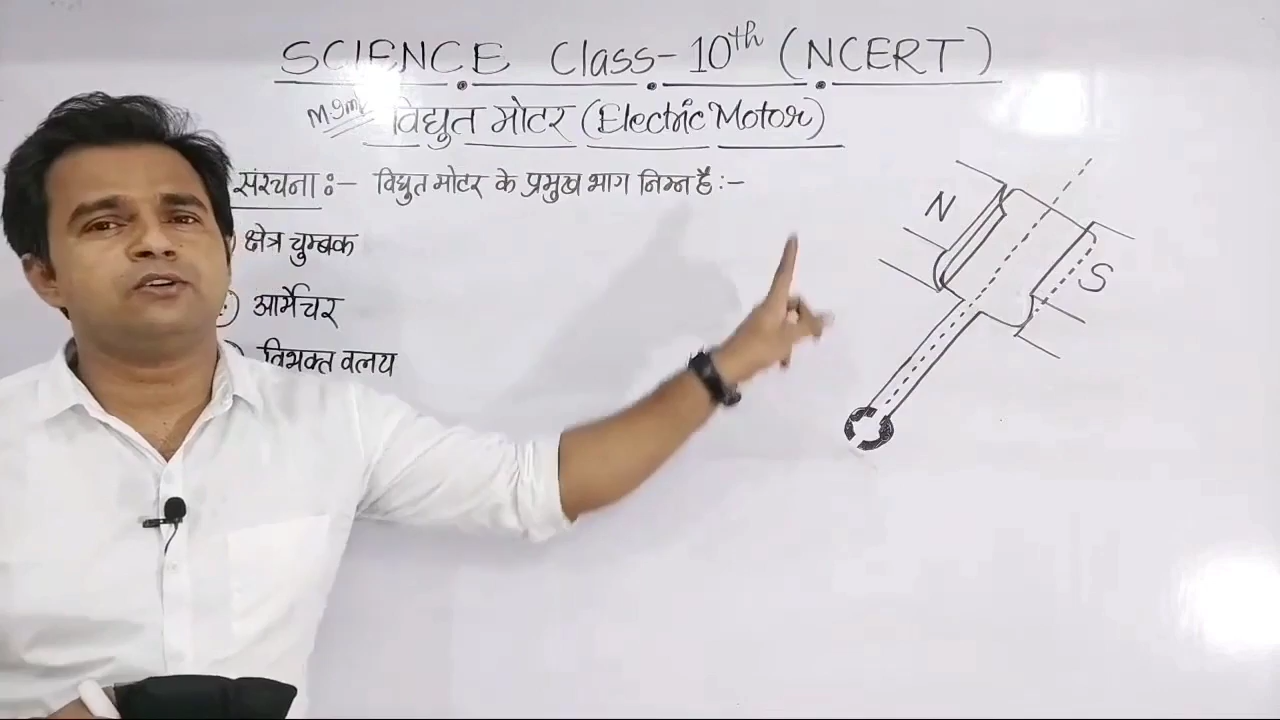 SCIENCE Class-10th (NCERT)
विद्युत मोटर (Electric Motor)
संरचना :- विद्युत मोटर के प्रमुख भाग निम्न है :-
क्षेत्र चुम्बक
आर्मेचर
विभक्त वलय
N
S